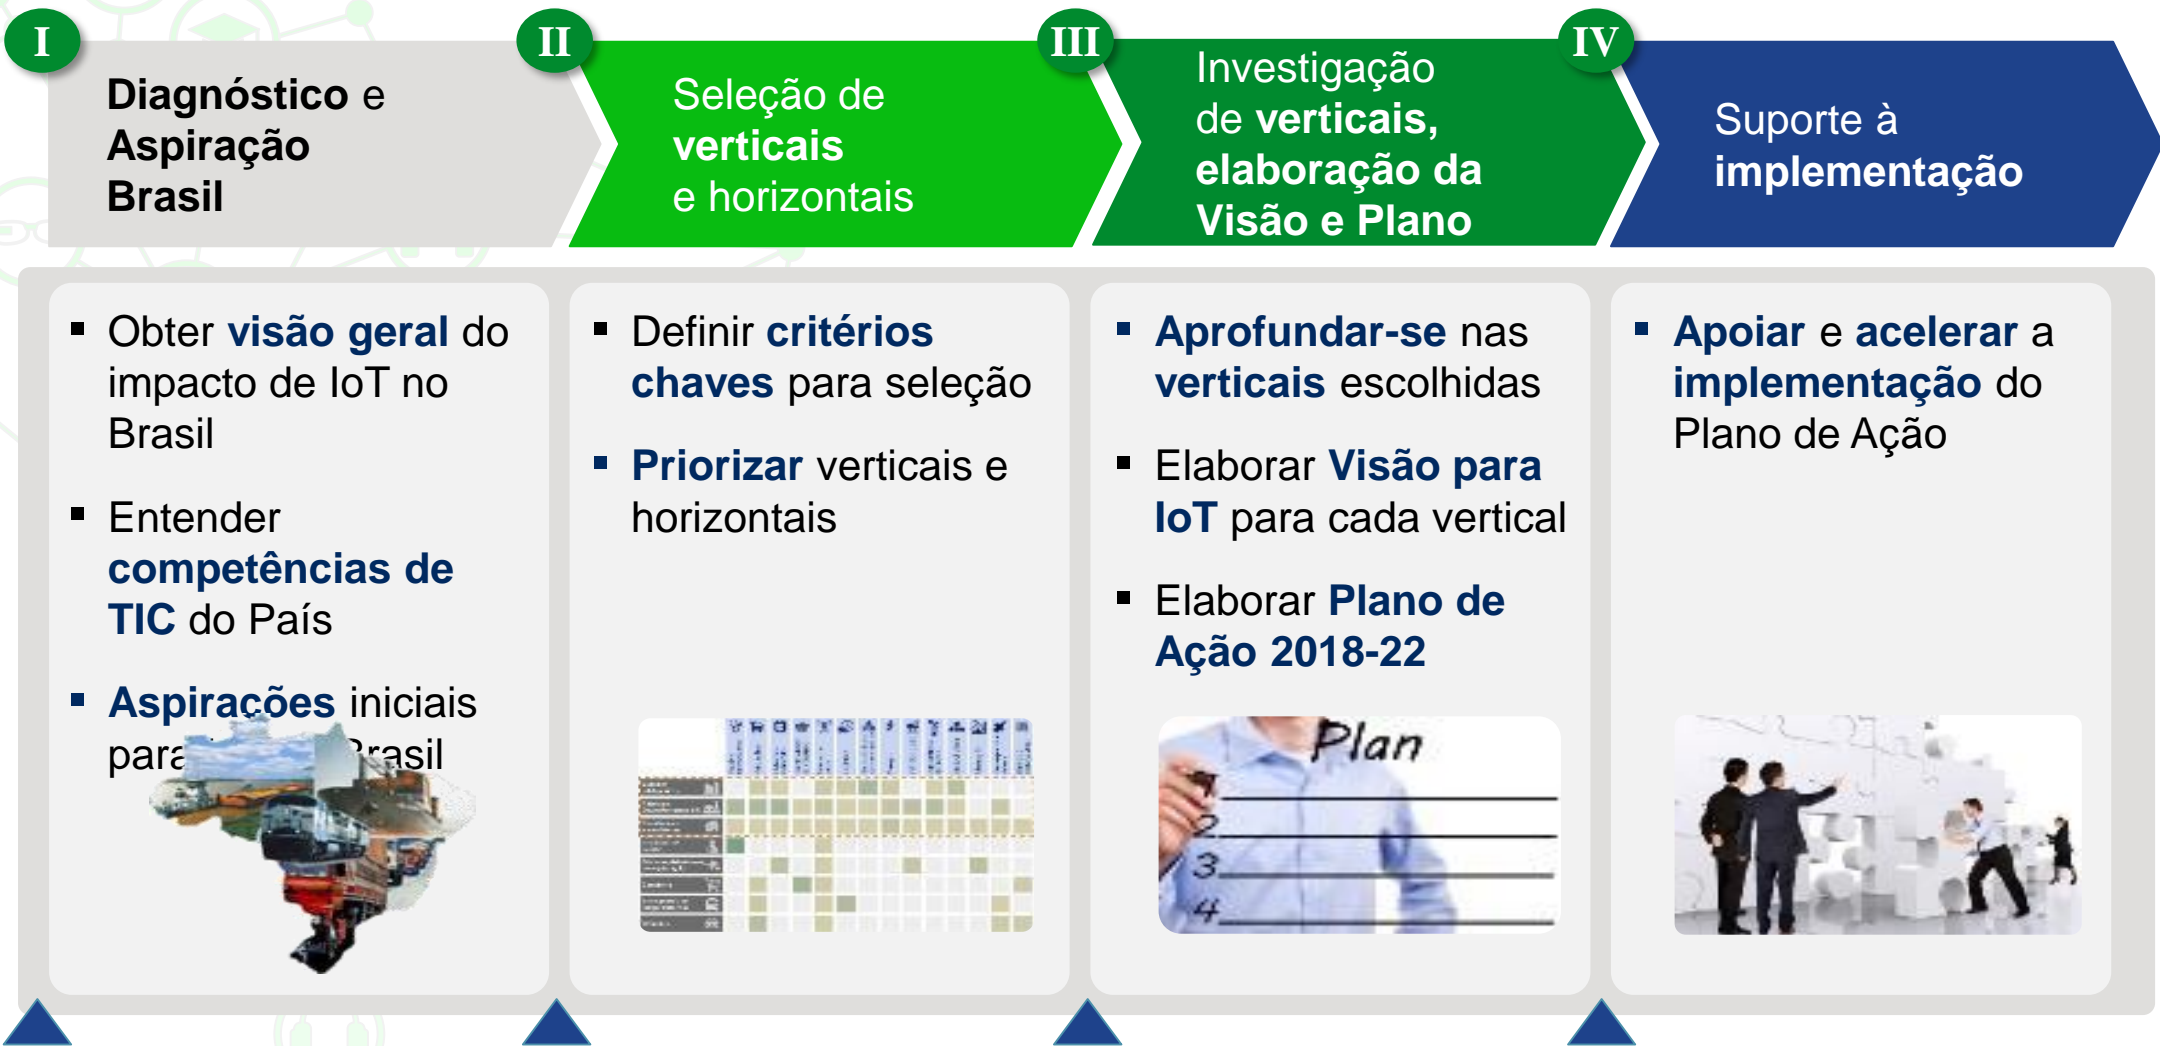 I
II
III
IV
Diagnóstico e
Aspiração
Brasil
Seleção de
verticais
e horizontais
Investigação
de verticais,
elaboração da
Visão e Plano
Suporte à
implementação
Obter visão geral do
impacto de IoT no
Brasil
Entender
competências de
TIC do País
Aspirações iniciais
para Brasil
Definir critérios
chaves para seleção
Priorizar verticais e
horizontais
Aprofundar-se nas
verticais escolhidas
Elaborar Visão para
IoT para cada vertical
Elaborar Plano de
Ação 2018-22
Plan
1
2
3
4
Apoiar e acelerar a
implementação do
Plano de Ação